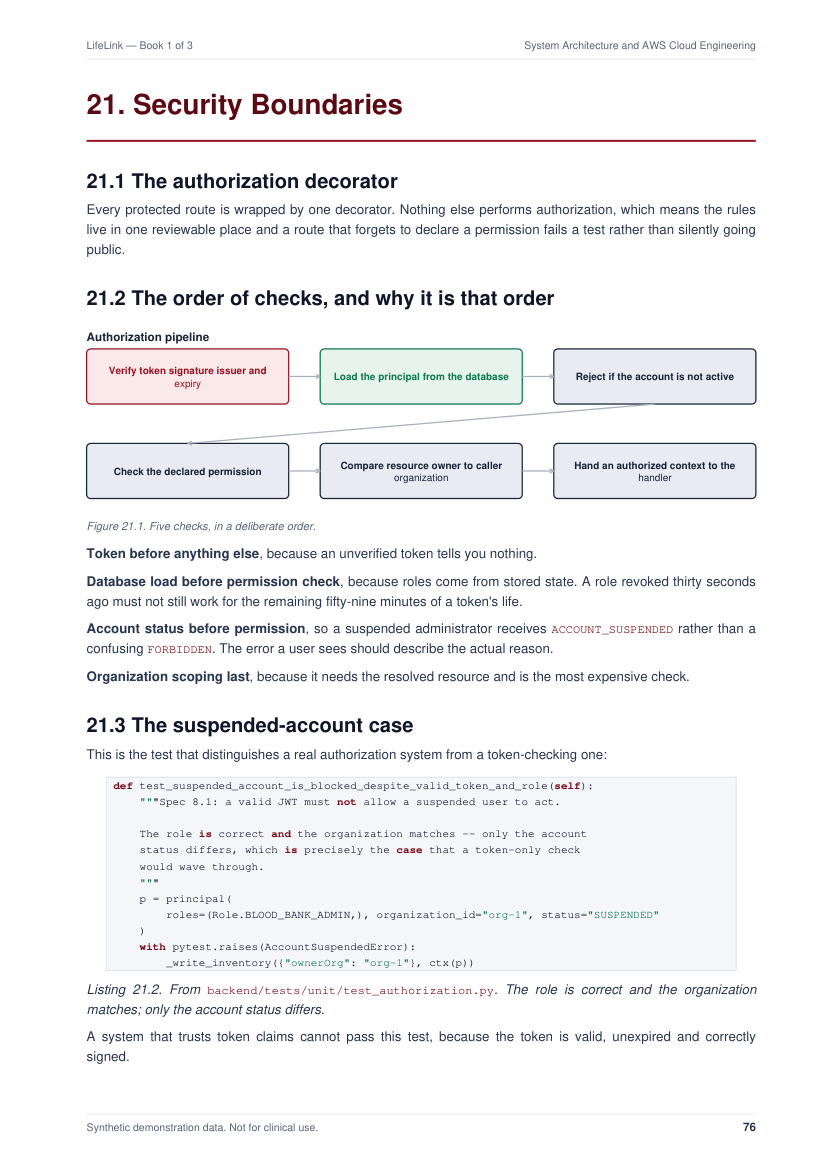 LifeLink — Book 1 of 3
System Architecture and AWS Cloud Engineering
21. Security Boundaries
21.1 The authorization decorator
Every protected route is wrapped by one decorator. Nothing else performs authorization, which means the rules
live in one reviewable place and a route that forgets to declare a permission fails a test rather than silently going
public.
21.2 The order of checks, and why it is that order
Authorization pipeline
Verify token signature issuer and
expiry
Load the principal from the database
Reject if the account is not active
Check the declared permission
Compare resource owner to caller
organization
Hand an authorized context to the
handler
Figure 21.1. Five checks, in a deliberate order.
Token before anything else, because an unverified token tells you nothing.
Database load before permission check, because roles come from stored state. A role revoked thirty seconds
ago must not still work for the remaining fifty-nine minutes of a token's life.
Account status before permission, so a suspended administrator receives ACCOUNT_SUSPENDED rather than a
confusing FORBIDDEN. The error a user sees should describe the actual reason.
Organization scoping last, because it needs the resolved resource and is the most expensive check.
21.3 The suspended-account case
This is the test that distinguishes a real authorization system from a token-checking one:
def test_suspended_account_is_blocked_despite_valid_token_and_role(self):
    """Spec 8.1: a valid JWT must not allow a suspended user to act.
    The role is correct and the organization matches -- only the account
    status differs, which is precisely the case that a token-only check
    would wave through.
    """
    p = principal(
        roles=(Role.BLOOD_BANK_ADMIN,), organization_id="org-1", status="SUSPENDED"
    )
    with pytest.raises(AccountSuspendedError):
        _write_inventory({"ownerOrg": "org-1"}, ctx(p))
Listing 21.2. From backend/tests/unit/test_authorization.py. The role is correct and the organization
matches; only the account status differs.
A system that trusts token claims cannot pass this test, because the token is valid, unexpired and correctly
signed.
Synthetic demonstration data. Not for clinical use.
76